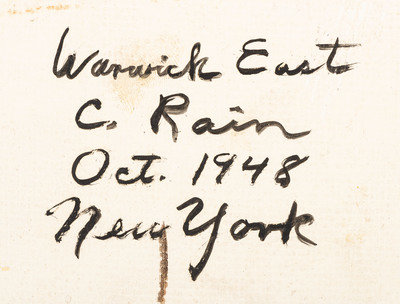 Warwick East
C. Rain
Oct. 1948
New York